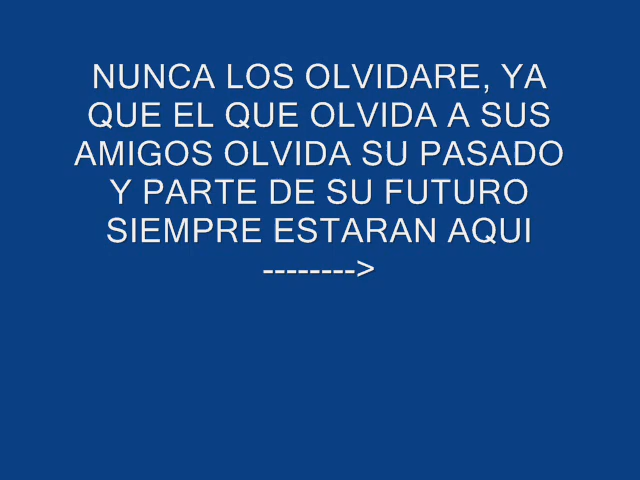 NUNCA LOS OLVIDARE, YA
QUE EL QUE OLVIDA A SUS
AMIGOS OLVIDA SU PASADO
Y PARTE DE SU FUTURO
SIEMPRE ESTARAN AQUI
-------->